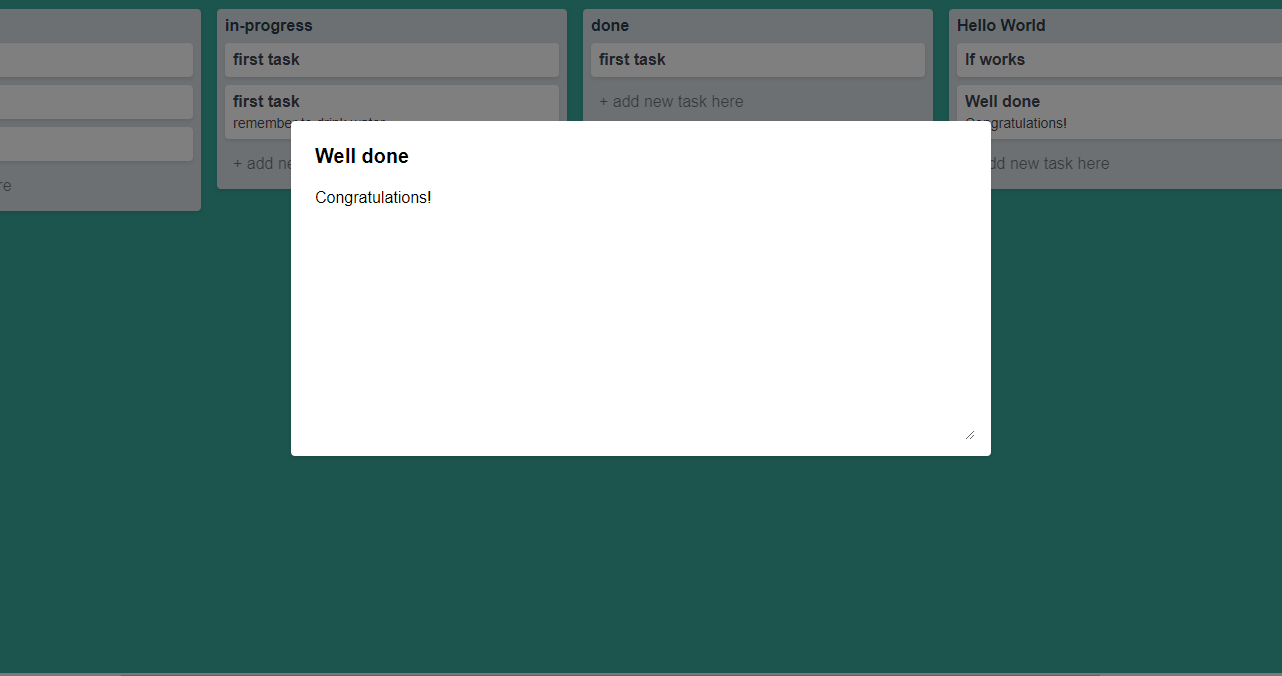 in-progress
first task
first task
remember to drink water
+ add ne
done
first task
+ add new task here
Hello World
If works
Well done
Congratulations!
dd new task here
re
Well done
Congratulations!